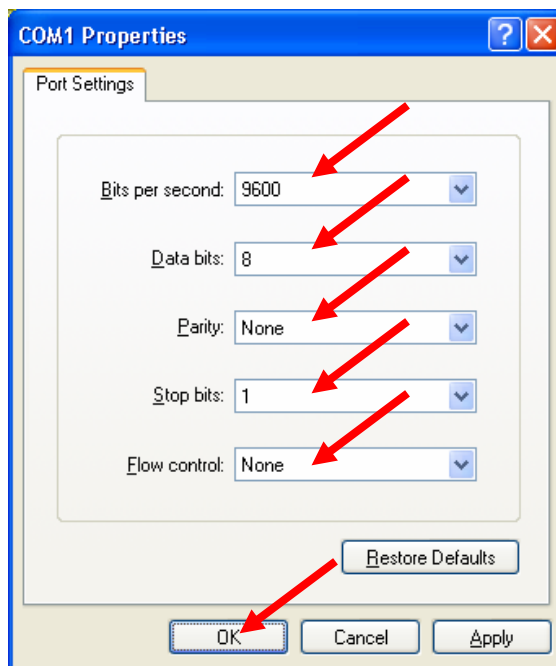 COM1 Properties
Port Settings
Bits per second: 9600
Data bits: 8
Parity: None
Stop bits: 1
Flow control: None
Restore Defaults
OK Cancel Apply